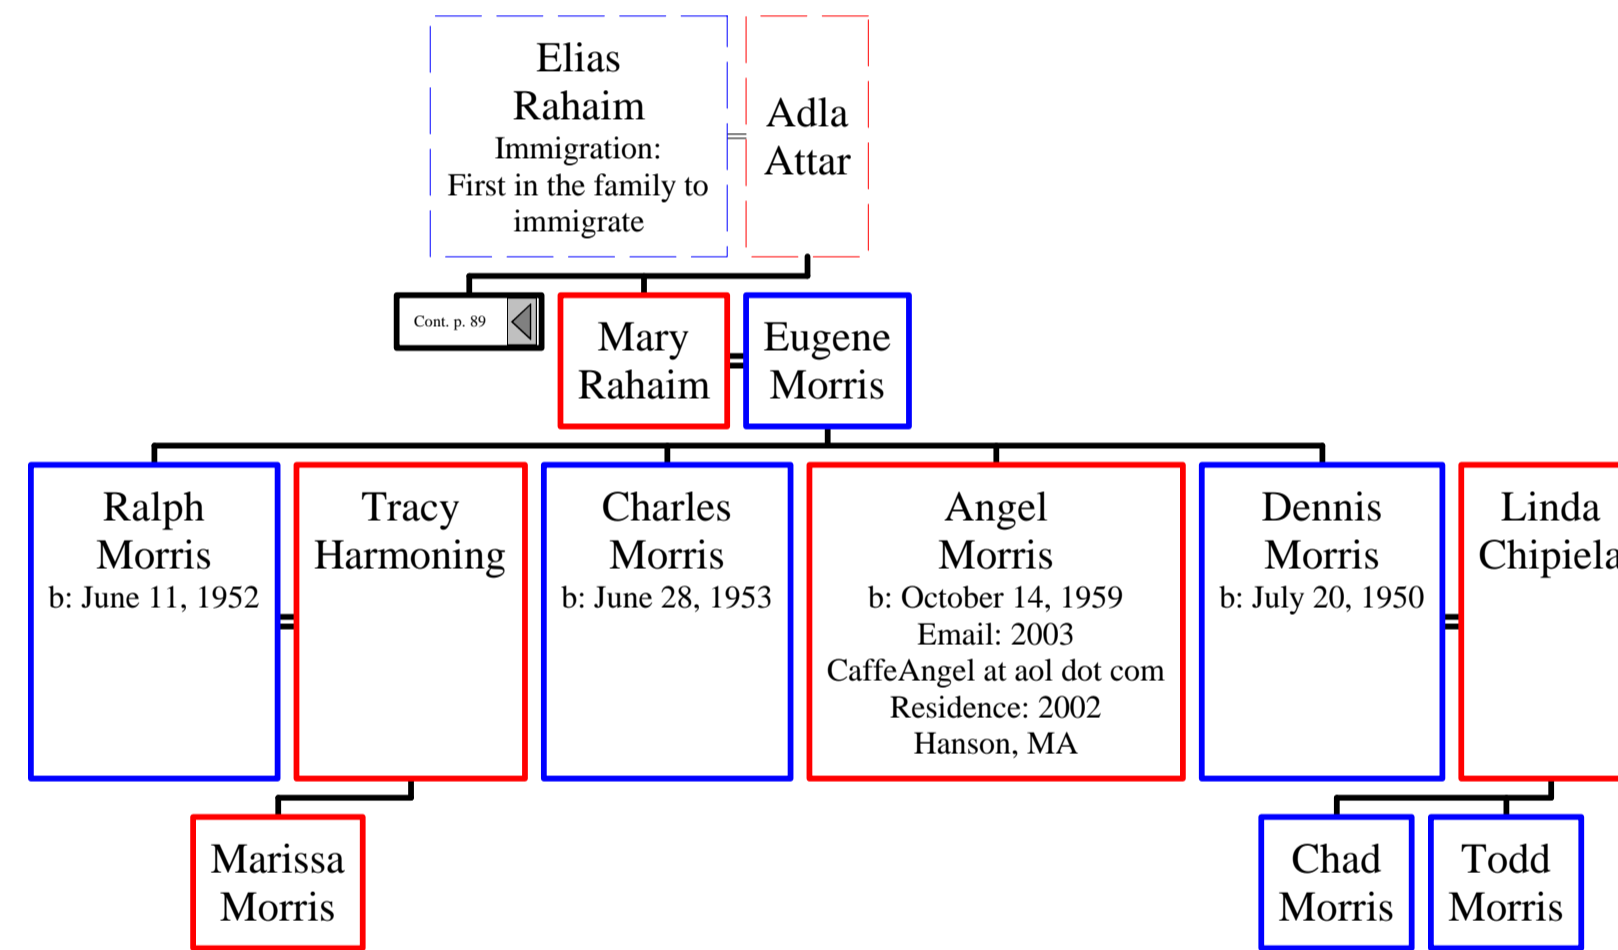 Elias
Rahaim
Immigration:
First in the family to
immigrate
Adla
Attar
Cont. p. 89
Mary
Rahaim
Eugene
Morris
Ralph
Morris
b: June 11, 1952
Tracy
Harmoning
Charles
Morris
b: June 28, 1953
Angel
Morris
b: October 14, 1959
Email: 2003
CaffeAngel at aol dot com
Residence: 2002
Hanson, MA
Dennis
Morris
b: July 20, 1950
Linda
Chipiela
Marissa
Morris
Chad
Morris
Todd
Morris